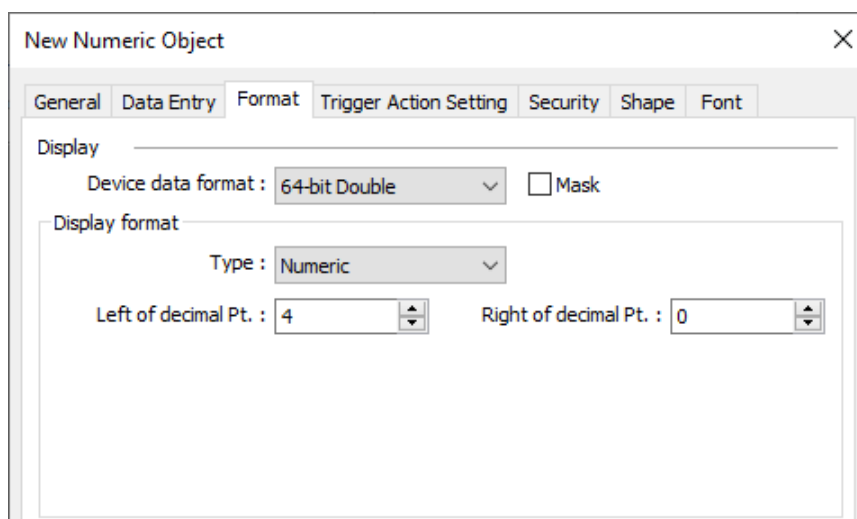 New Numeric Object
General Data Entry Format Trigger Action Setting Security Shape Font
Display
Device data format : 64-bit Double Mask
Display format
Type : Numeric
Left of decimal Pt. : 4 Right of decimal Pt. : 0